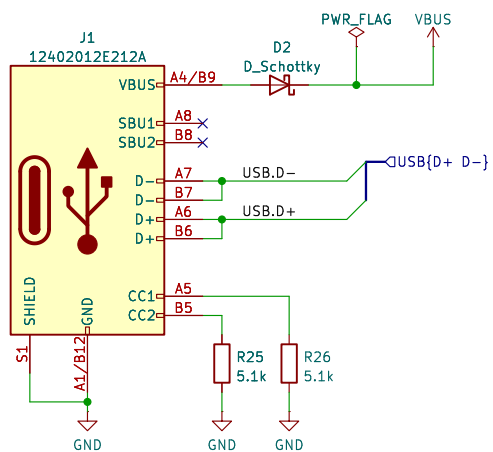 PWR_FLAG
VBUS
J1
12402012E212A
D2
D_Schottky
VBUS
A4/B9
SBU1
A8
SBU2
B8
D-
A7
USB.D-
USB{D+ D-}
D-
B7
D+
A6
USB.D+
D+
B6
CC1
A5
CC2
B5
SHIELD
GND
S1
A1/B12
R25
5.1k
R26
5.1k
GND
GND
GND